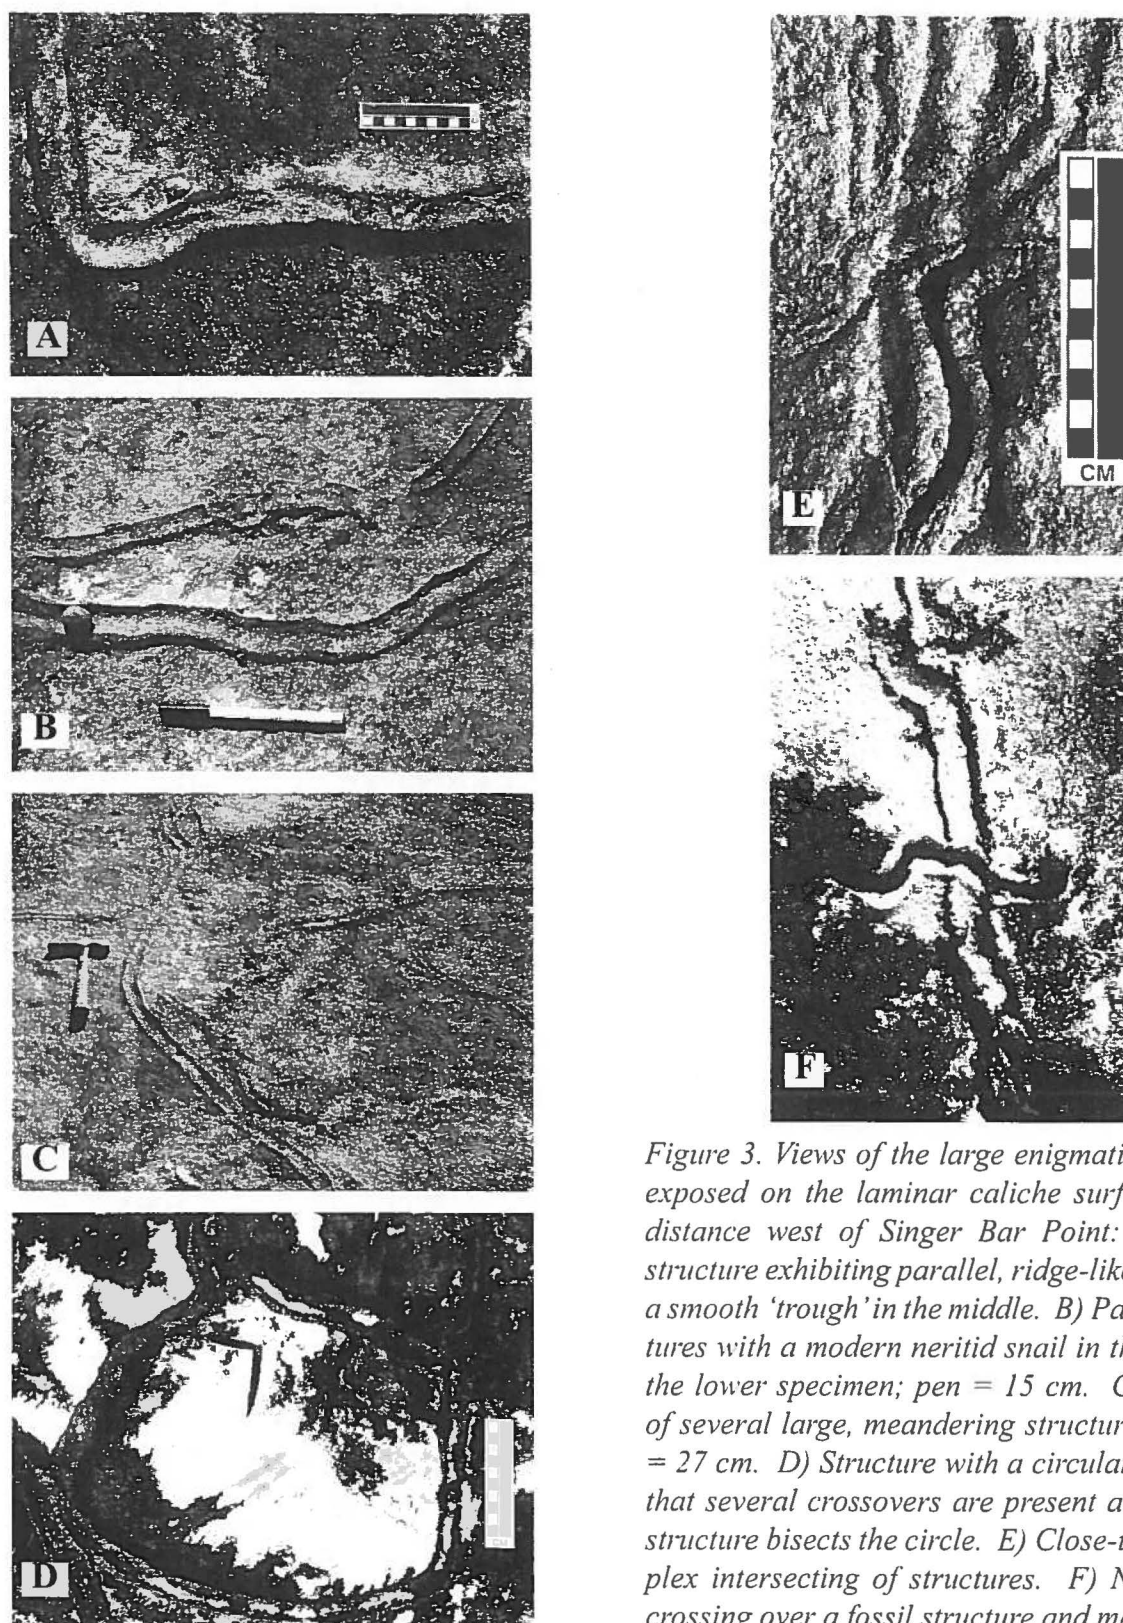 A
B
C
D
E
CM
F
Figure 3. Views of the large enigmati
exposed on the laminar caliche surf
distance west of Singer Bar Point:
structure exhibiting parallel, ridge-lik
a smooth ‘trough’ in the middle. B) Pa
tures with a modern neritid snail in th
the lower specimen; pen = 15 cm. C
of several large, meandering structur
= 27 cm. D) Structure with a circular
that several crossovers are present a
structure bisects the circle. E) Close-u
plex intersecting of structures. F) N
crossing over a fossil structure and m